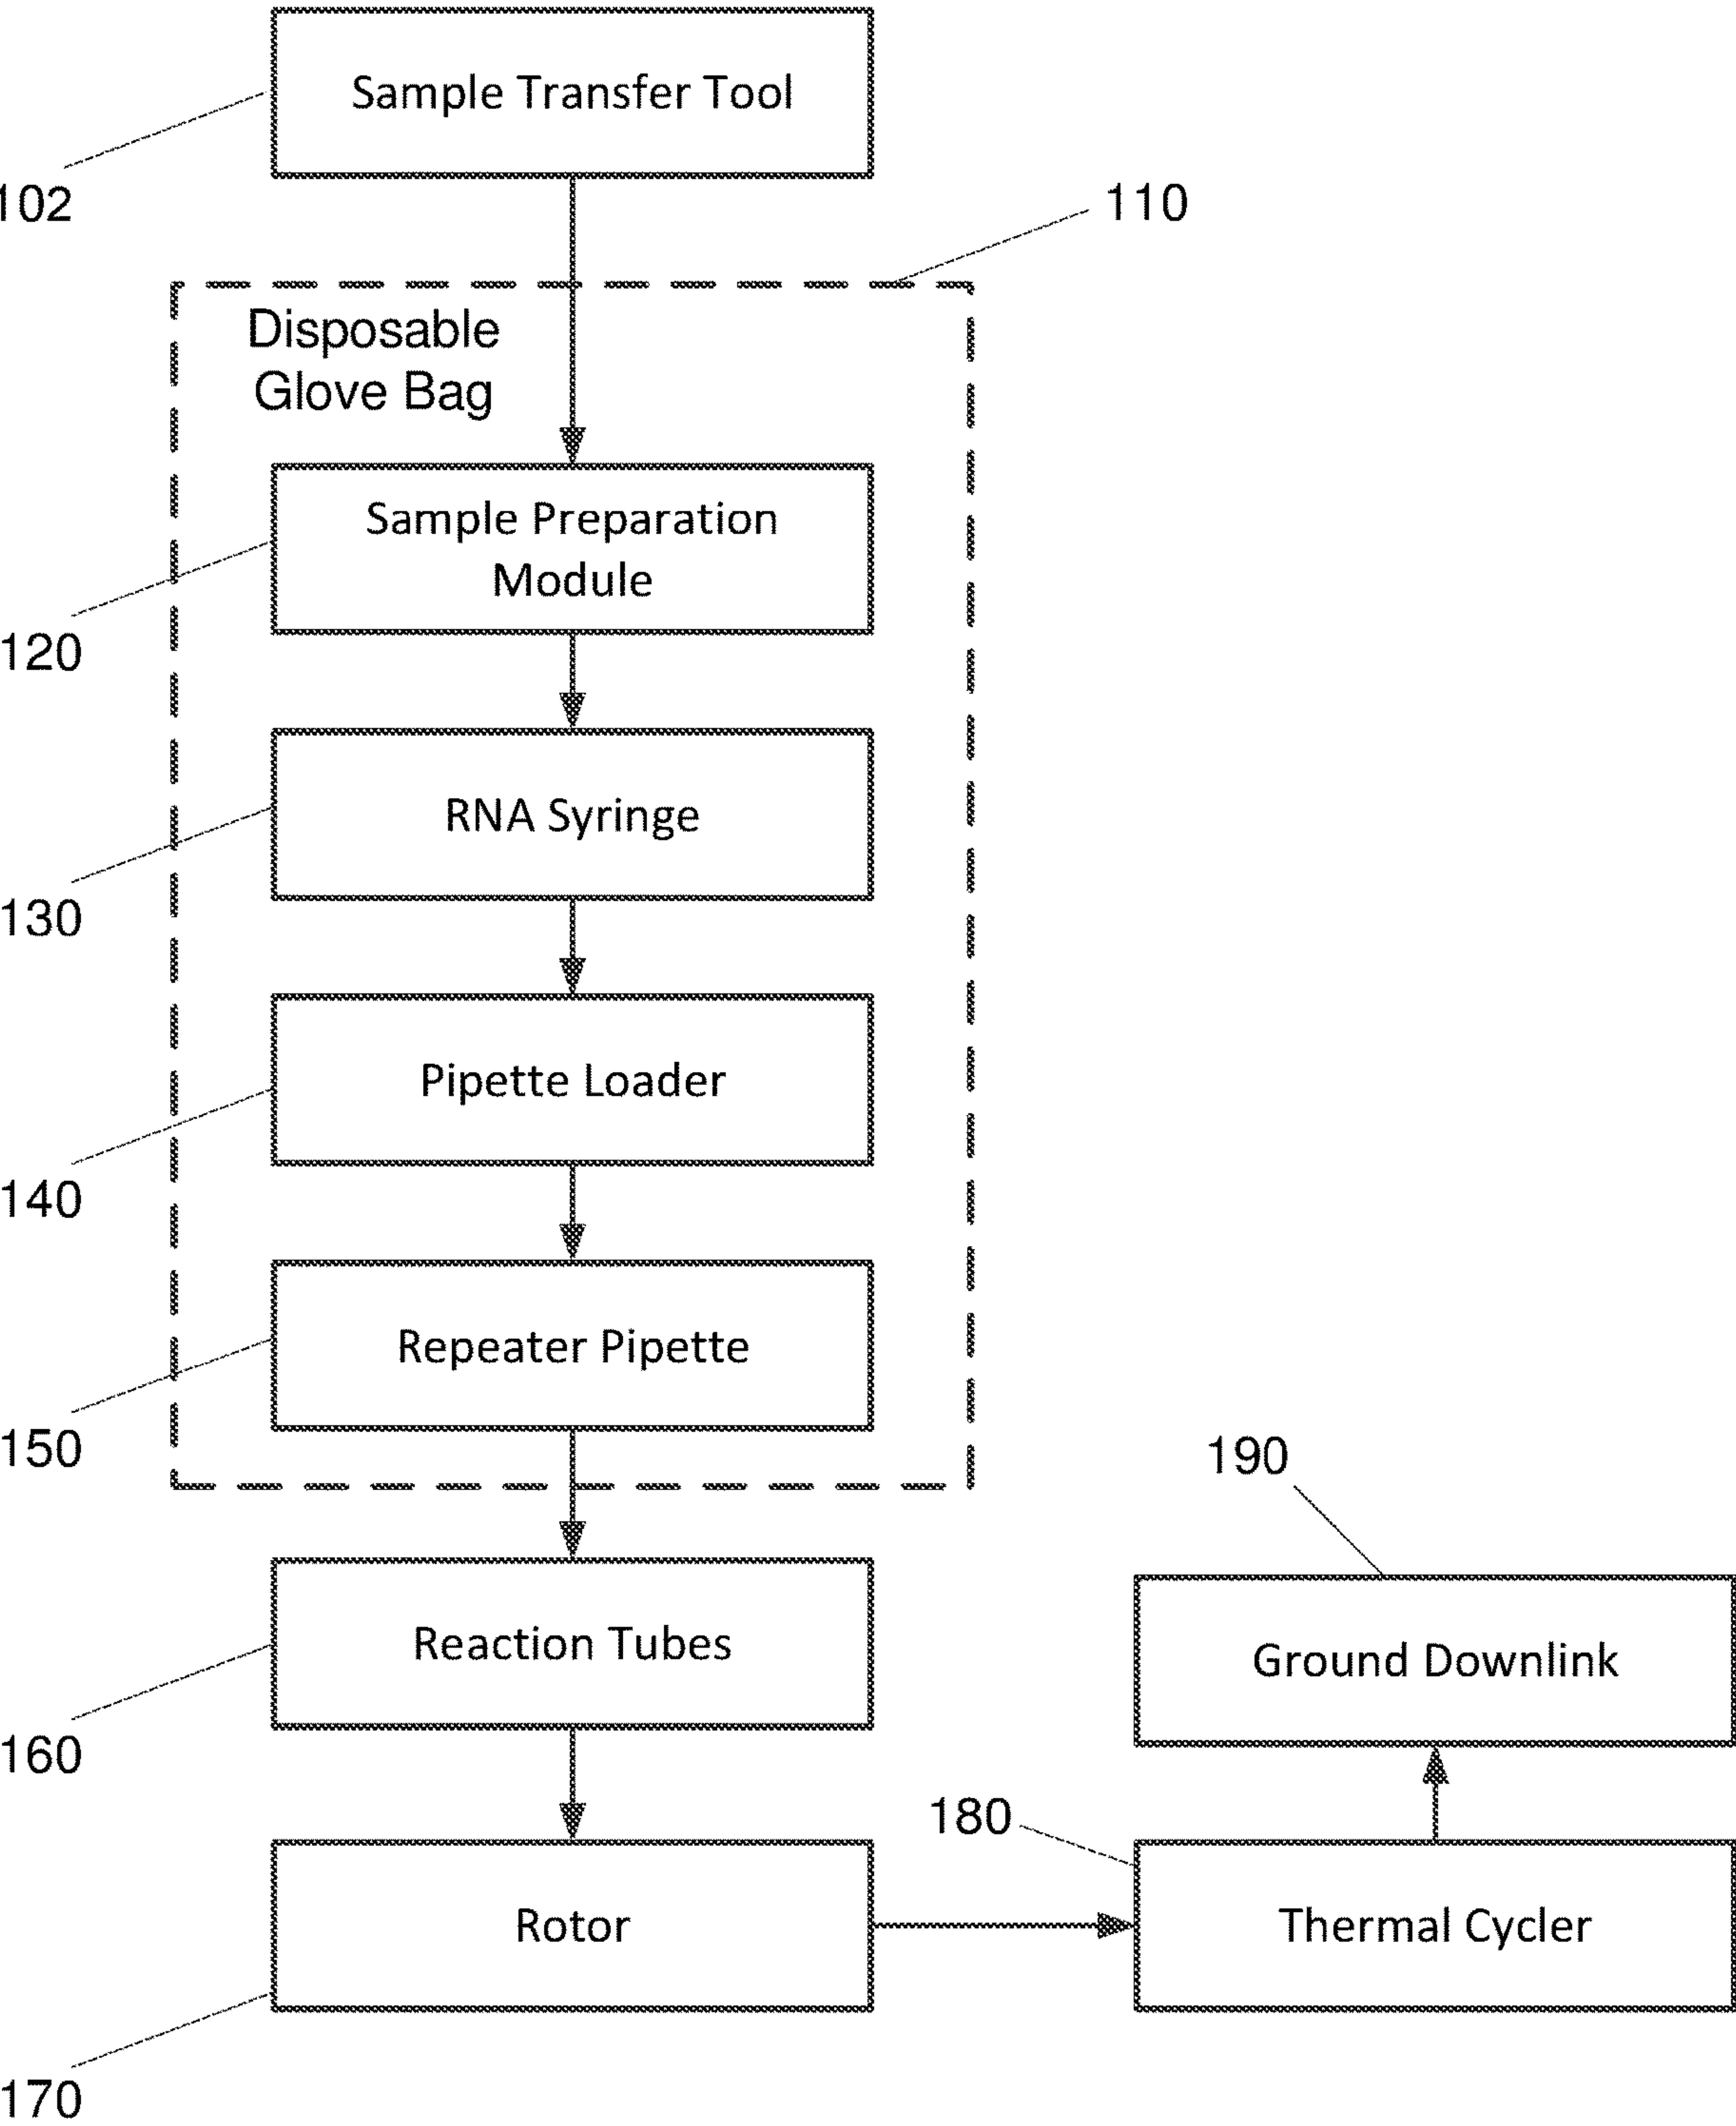 Sample Transfer Tool
102
110
Disposable
Glove Bag
Sample Preparation
Module
120
RNA Syringe
130
Pipette Loader
140
Repeater Pipette
150
190
Reaction Tubes
Ground Downlink
160
180
Rotor
Thermal Cycler
170